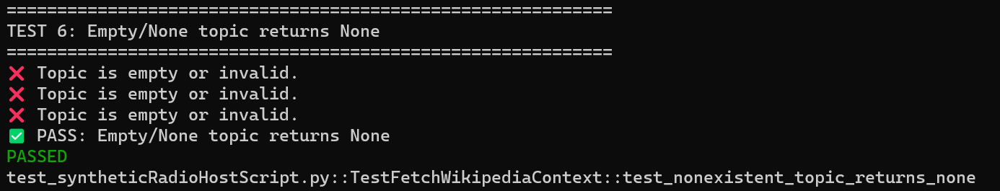 ============================================================
TEST 6: Empty/None topic returns None
============================================================
❌ Topic is empty or invalid.
❌ Topic is empty or invalid.
❌ Topic is empty or invalid.
✅ PASS: Empty/None topic returns None
PASSED
test_syntheticRadioHostScript.py::TestFetchWikipediaContext::test_nonexistent_topic_returns_none